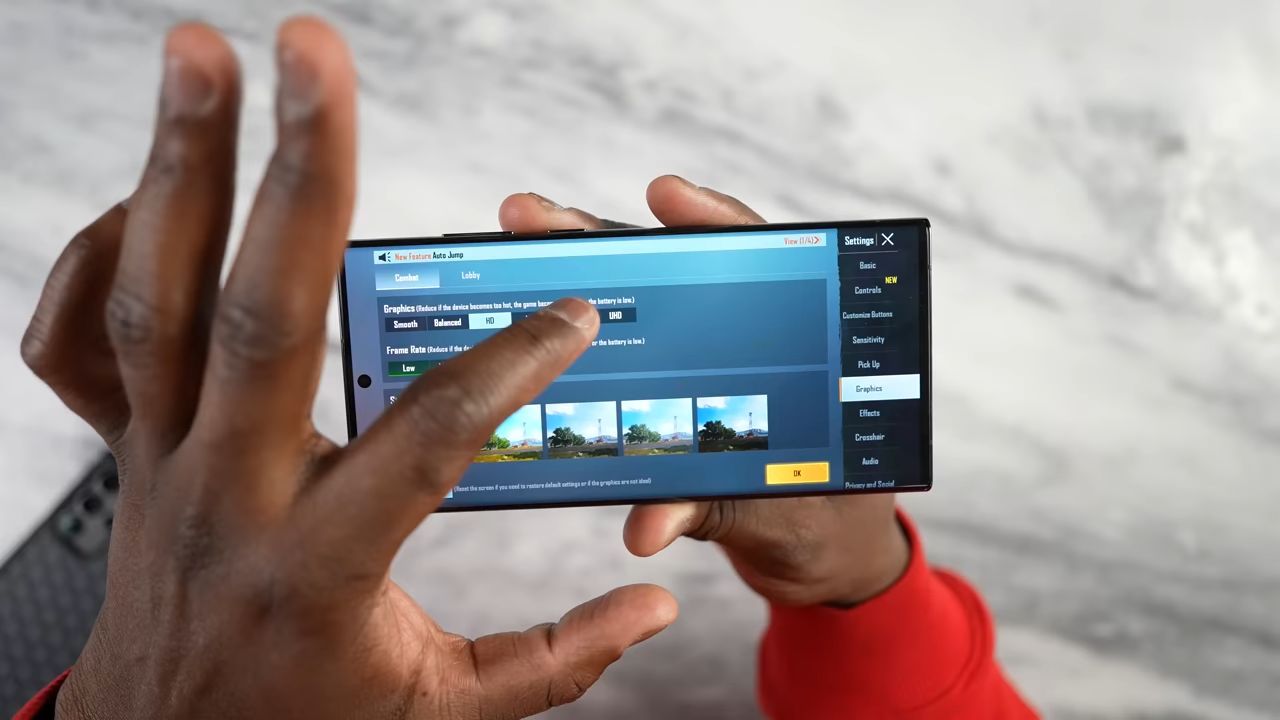 New Feature Auto Jump
View (1/4)
Combat Lobby
Graphics (Reduce if the device becomes too hot, the game the battery is low.)
Smooth Balanced HD UHD
Frame Rate (Reduce if the or the battery is low.)
Low
(Reset the screen if you need to restore default settings or if the graphics are not ideal)
OK
Settings
Basic
NEW
Controls
Customize Buttons
Sensitivity
Pick Up
Graphics
Effects
Crosshair
Audio
Privacy and Social